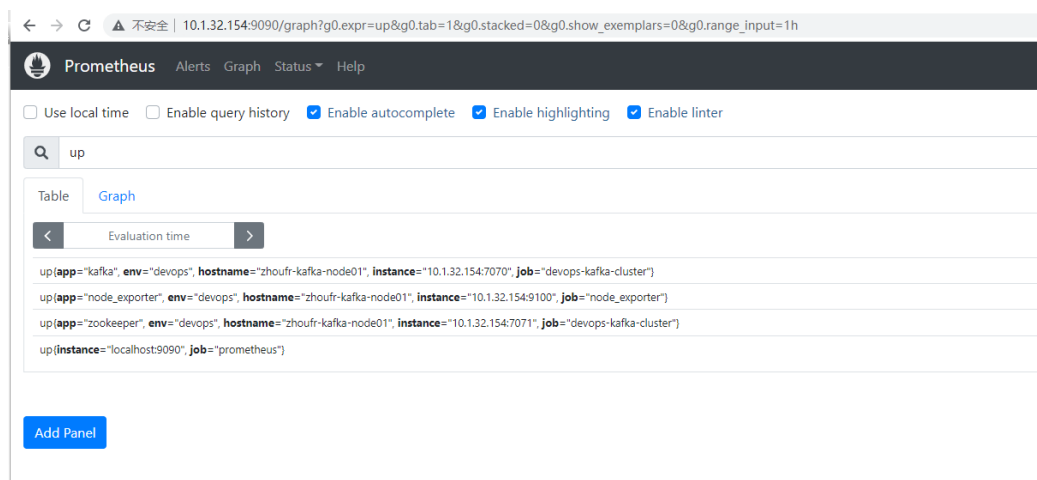 不安全 | 10.1.32.154:9090/graph?g0.expr=up&g0.tab=1&g0.stacked=0&g0.show_exemplars=0&g0.range_input=1h
Prometheus Alerts Graph Status Help
Use local time Enable query history Enable autocomplete Enable highlighting Enable linter
up
Table Graph
Evaluation time
up{app="kafka", env="devops", hostname="zhoufr-kafka-node01", instance="10.1.32.154:7070", job="devops-kafka-cluster"}
up{app="node_exporter", env="devops", hostname="zhoufr-kafka-node01", instance="10.1.32.154:9100", job="node_exporter"}
up{app="zookeeper", env="devops", hostname="zhoufr-kafka-node01", instance="10.1.32.154:7071", job="devops-kafka-cluster"}
up{instance="localhost:9090", job="prometheus"}
Add Panel